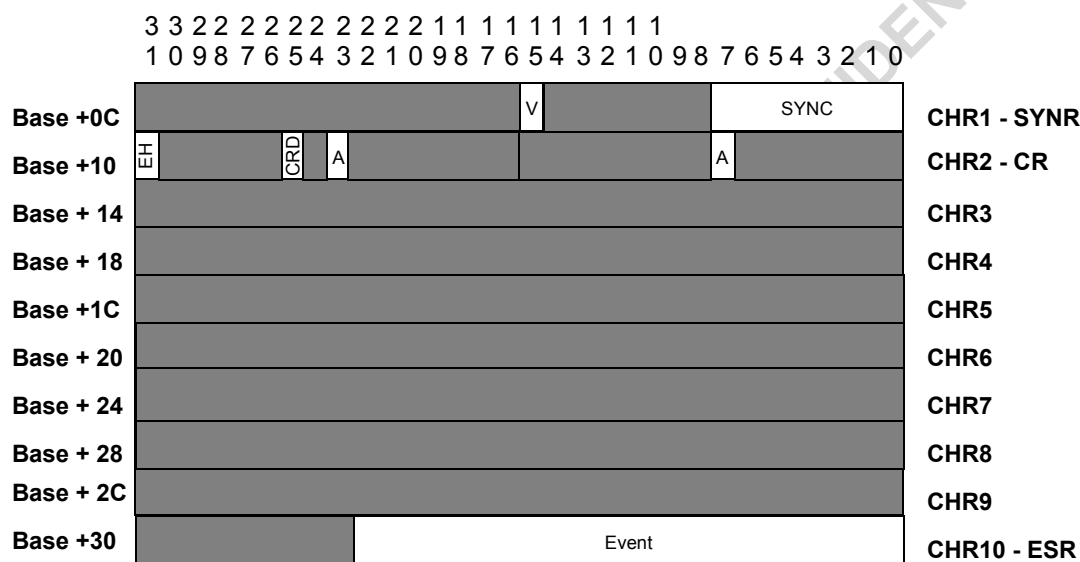 3 3 2 2 2 2 2 2 2 2 2 2 1 1 1 1 1 1 1 1 1 1
1 0 9 8 7 6 5 4 3 2 1 0 9 8 7 6 5 4 3 2 1 0 9 8 7 6 5 4 3 2 1 0
Base +0C V SYNC CHR1 - SYNR
Base +10 EH CRD A A CHR2 - CR
Base + 14 CHR3
Base + 18 CHR4
Base +1C CHR5
Base + 20 CHR6
Base + 24 CHR7
Base + 28 CHR8
Base + 2C CHR9
Base +30 Event CHR10 - ESR